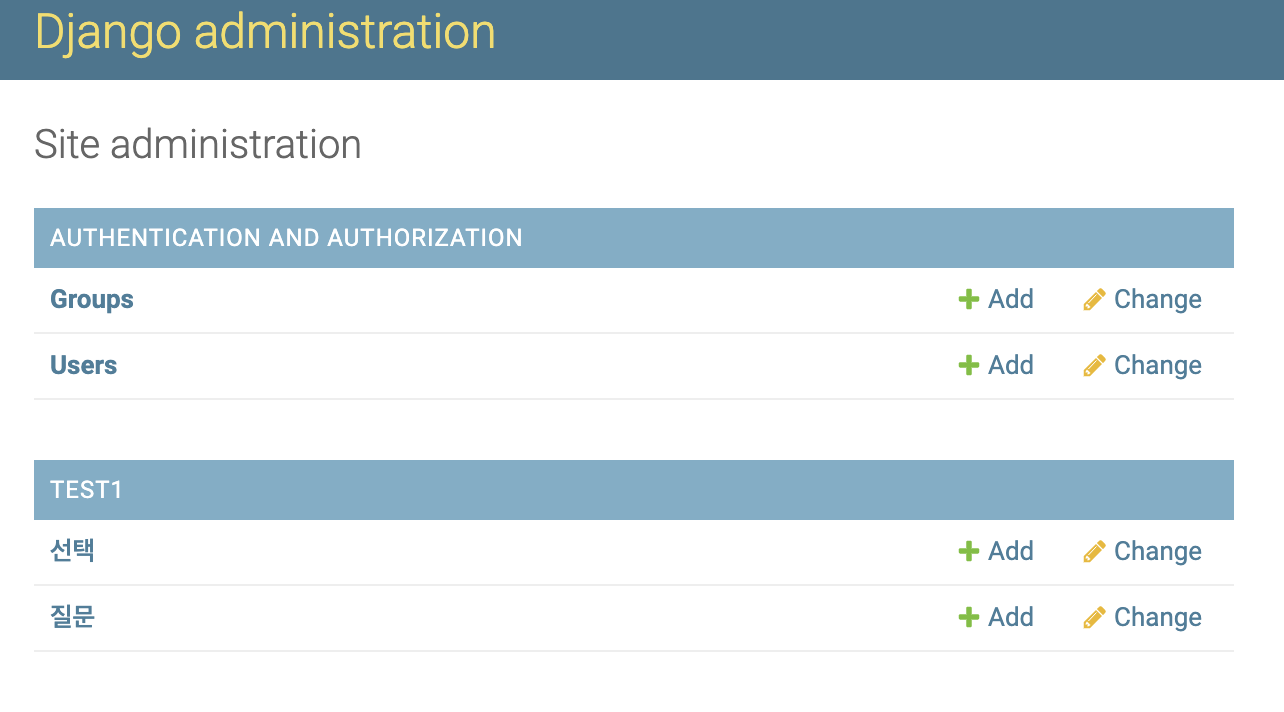 Django administration
Site administration
AUTHENTICATION AND AUTHORIZATION
Groups Add Change
Users Add Change
TEST1
선택 Add Change
질문 Add Change